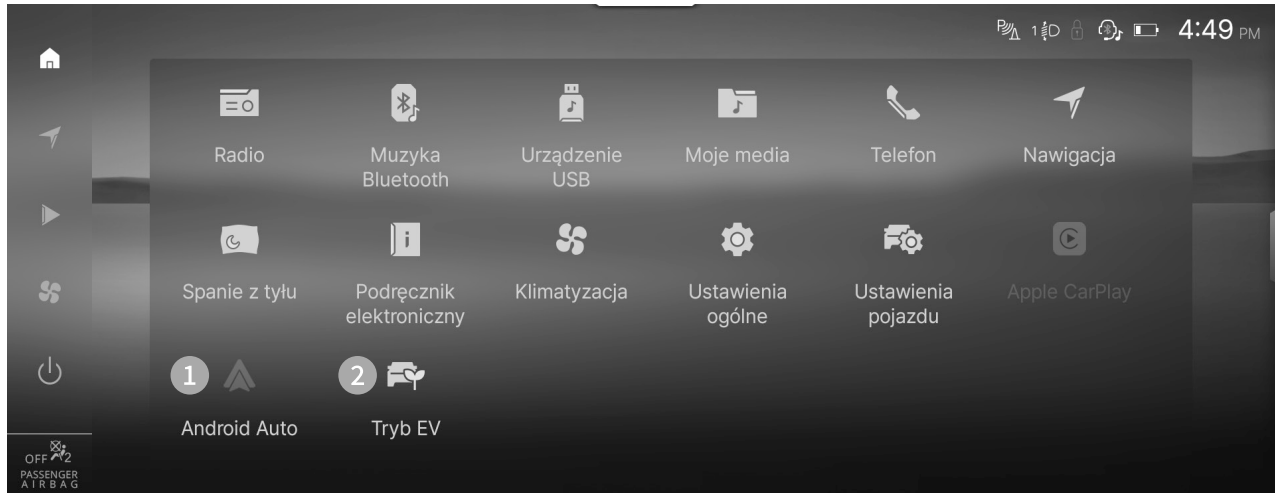 1
4:49 PM
Radio
Muzyka
Bluetooth
Urządzenie
USB
Moje media
Telefon
Nawigacja
Spanie z tyłu
Podręcznik
elektroniczny
Klimatyzacja
Ustawienia
ogólne
Ustawienia
pojazdu
Apple CarPlay
1
Android Auto
2
Tryb EV
OFF 2
PASSENGER
AIRBAG